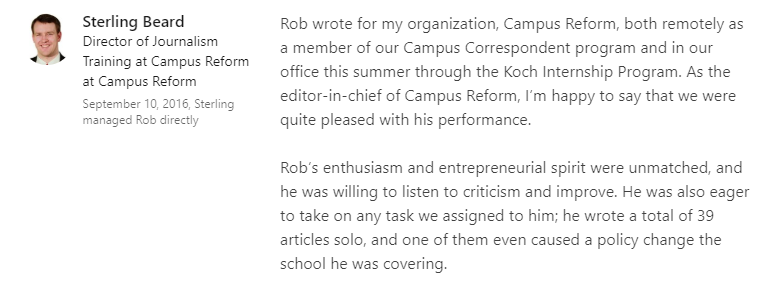 Sterling Beard
Director of Journalism
Training at Campus Reform
at Campus Reform
September 10, 2016, Sterling
managed Rob directly
Rob wrote for my organization, Campus Reform, both remotely as
a member of our Campus Correspondent program and in our
office this summer through the Koch Internship Program. As the
editor-in-chief of Campus Reform, I'm happy to say that we were
quite pleased with his performance.
Rob's enthusiasm and entrepreneurial spirit were unmatched, and
he was willing to listen to criticism and improve. He was also eager
to take on any task we assigned to him; he wrote a total of 39
articles solo, and one of them even caused a policy change the
school he was covering.